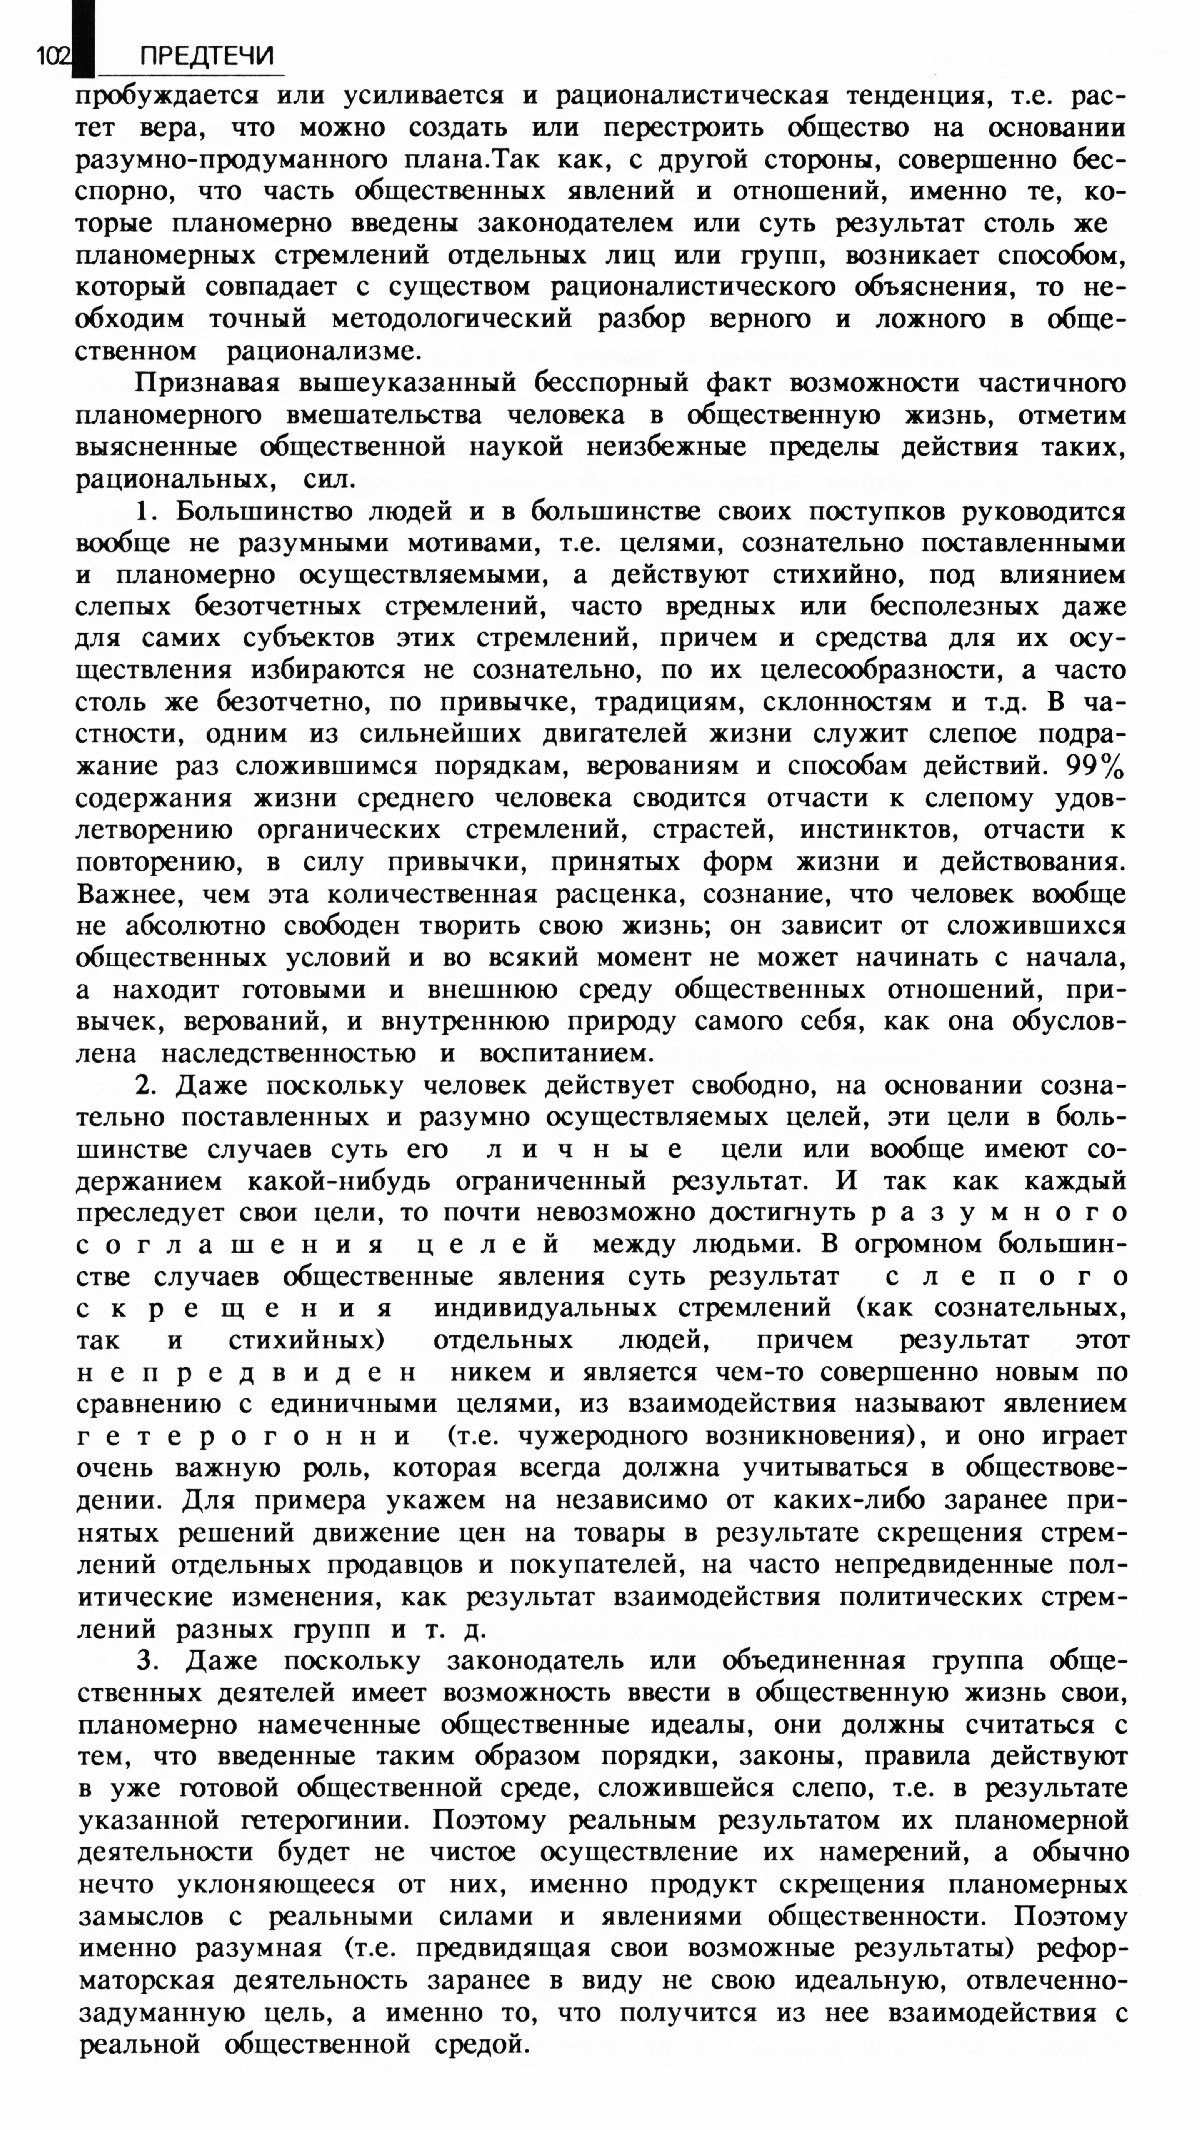 102 ПРЕДТЕЧИ
пробуждается или усиливается и рационалистическая тенденция, т.е. рас-
тет вера, что можно создать или перестроить общество на основании
разумно-продуманного плана.Так как, с другой стороны, совершенно бес-
спорно, что часть общественных явлений и отношений, именно те, ко-
торые планомерно введены законодателем или суть результат столь же
планомерных стремлений отдельных лиц или групп, возникает способом,
который совпадает с существом рационалистического объяснения, то не-
обходим точный методологический разбор верного и ложного в обще-
ственном рационализме.
Признавая вышеуказанный бесспорный факт возможности частичного
планомерного вмешательства человека в общественную жизнь, отметим
выясненные общественной наукой неизбежные пределы действия таких,
рациональных, сил.
1. Большинство людей и в большинстве своих поступков руководится
вообще не разумными мотивами, т.е. целями, сознательно поставленными
и планомерно осуществляемыми, а действуют стихийно, под влиянием
слепых безотчетных стремлений, часто вредных или бесполезных даже
для самих субъектов этих стремлений, причем и средства для их осу-
ществления избираются не сознательно, по их целесообразности, а часто
столь же безотчетно, по привычке, традициям, склонностям и т.д. В ча-
стности, одним из сильнейших двигателей жизни служит слепое подра-
жание раз сложившимся порядкам, верованиям и способам действий. 99%
содержания жизни среднего человека сводится отчасти к слепому удов-
летворению органических стремлений, страстей, инстинктов, отчасти к
повторению, в силу привычки, принятых форм жизни и действования.
Важнее, чем эта количественная расценка, сознание, что человек вообще
не абсолютно свободен творить свою жизнь; он зависит от сложившихся
общественных условий и во всякий момент не может начинать с начала,
а находит готовыми и внешнюю среду общественных отношений, при-
вычек, верований, и внутреннюю природу самого себя, как она обуслов-
лена наследственностью и воспитанием.
2. Даже поскольку человек действует свободно, на основании созна-
тельно поставленных и разумно осуществляемых целей, эти цели в боль-
шинстве случаев суть его л и ч н ы е цели или вообще имеют со-
держанием какой-нибудь ограниченный результат. И так как каждый
преследует свои цели, то почти невозможно достигнуть р а з у м н о г о
с о г л а ш е н и я ц е л е й между людьми. В огромном большин-
стве случаев общественные явления суть результат с л е п о г о
с к р е щ е н и я индивидуальных стремлений (как сознательных,
так и стихийных) отдельных людей, причем результат этот
н е п р е д в и д е н никем и является чем-то совершенно новым по
сравнению с единичными целями, из взаимодействия называют явлением
г е т е р о г о н н и (т.е. чужеродного возникновения), и оно играет
очень важную роль, которая всегда должна учитываться в обществове-
дении. Для примера укажем на независимо от каких-либо заранее при-
нятых решений движение цен на товары в результате скрещения стрем-
лений отдельных продавцов и покупателей, на часто непредвиденные пол-
итические изменения, как результат взаимодействия политических стрем-
лений разных групп и т. д.
3. Даже поскольку законодатель или объединенная группа обще-
ственных деятелей имеет возможность ввести в общественную жизнь свои,
планомерно намеченные общественные идеалы, они должны считаться с
тем, что введенные таким образом порядки, законы, правила действуют
в уже готовой общественной среде, сложившейся слепо, т.е. в результате
указанной гетерогинии. Поэтому реальным результатом их планомерной
деятельности будет не чистое осуществление их намерений, а обычно
нечто уклоняющееся от них, именно продукт скрещения планомерных
замыслов с реальными силами и явлениями общественности. Поэтому
именно разумная (т.е. предвидящая свои возможные результаты) рефор-
маторская деятельность заранее в виду не свою идеальную, отвлеченно-
задуманную цель, а именно то, что получится из нее взаимодействия с
реальной общественной средой.